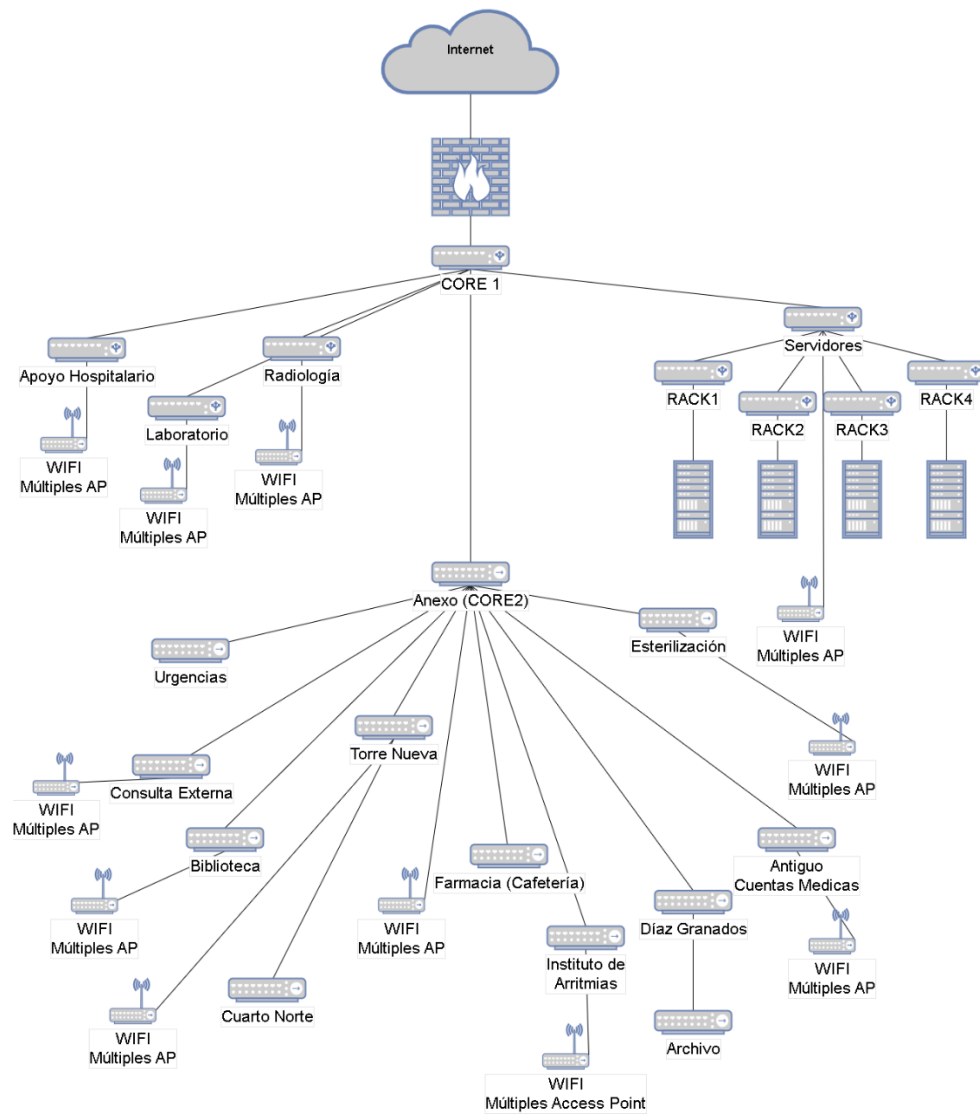 Internet
CORE 1
Servidores
Apoyo Hospitalario
Radiología
RACK1
RACK4
Laboratorio
RACK2
RACK3
WIFI
Múltiples AP
WIFI
Múltiples AP
WIFI
Múltiples AP
Anexo (CORE2)
Esterilización
WIFI
Múltiples AP
Urgencias
Torre Nueva
Consulta Externa
WIFI
Múltiples AP
WIFI
Múltiples AP
Biblioteca
Farmacia (Cafetería)
Antiguo
Cuentas Medicas
WIFI
Múltiples AP
WIFI
Múltiples AP
Díaz Granados
Instituto de
Arritmias
WIFI
Múltiples AP
Cuarto Norte
WIFI
Múltiples AP
Archivo
WIFI
Múltiples Access Point